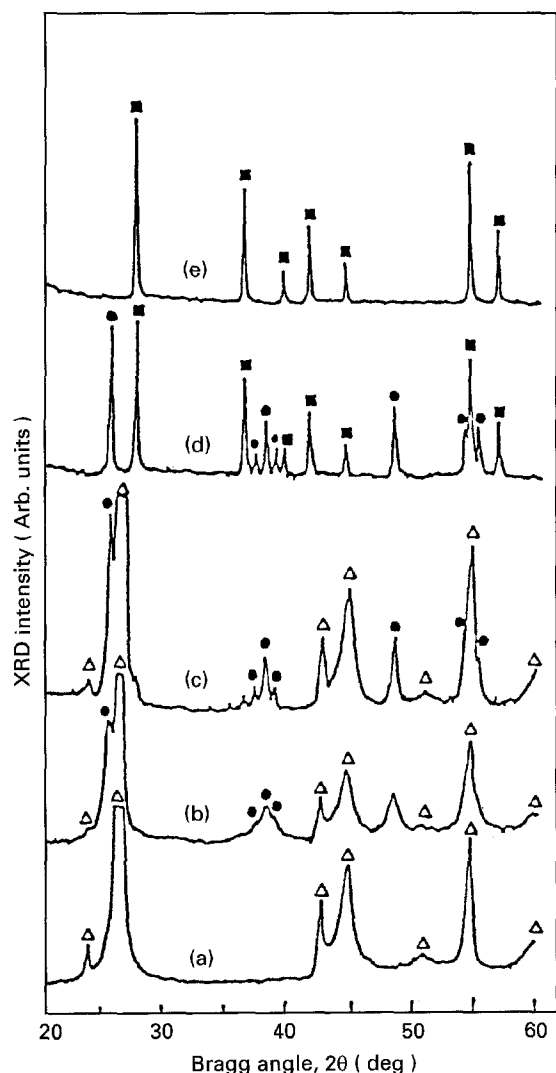 XRD intensity ( Arb. units)
(e)
(d)
(c)
(b)
(a)
20 30 40 50 60
Bragg angle, 2θ ( deg )